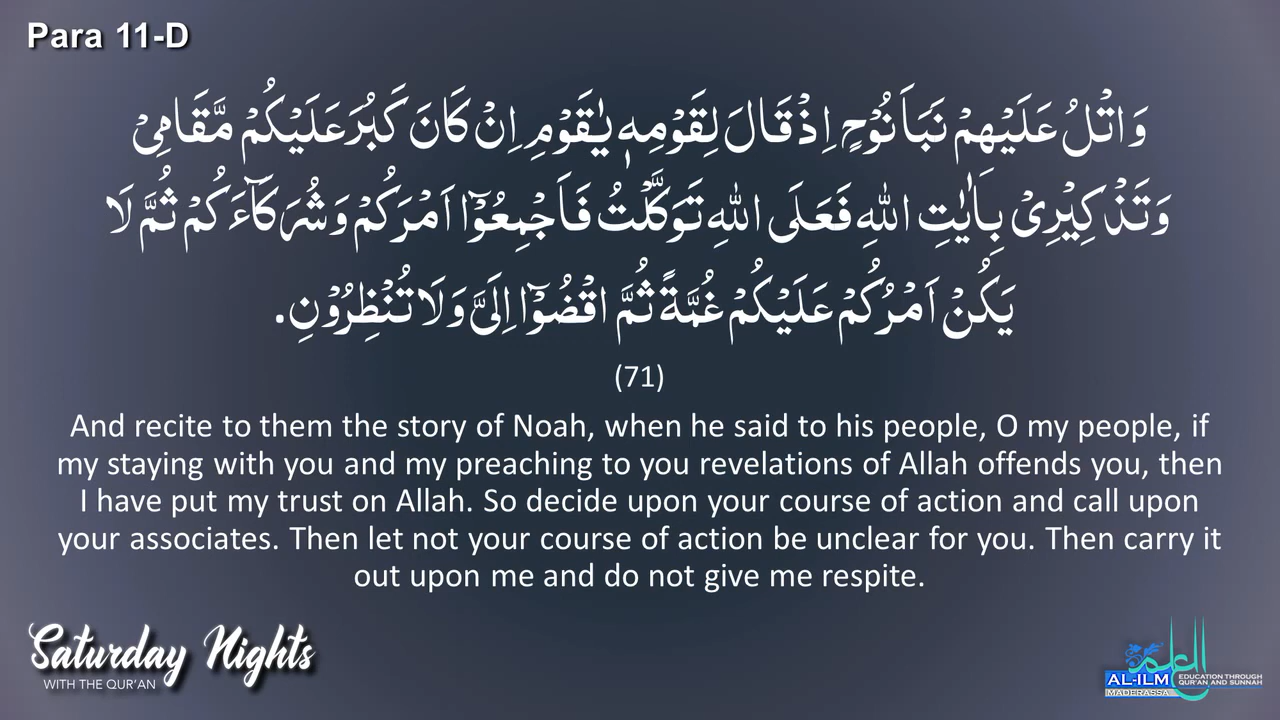 Para 11-D
وَاتْلُ عَلَيْهِمْ نَبَاَ نُوْحٍ ۘ اِذْ قَالَ لِقَوْمِهٖ يٰقَوْمِ اِنْ كَانَ كَبُرَ عَلَيْكُمْ مَّقَامِيْ
وَتَذْكِيْرِيْ بِاٰيٰتِ اللّٰهِ فَعَلَى اللّٰهِ تَوَكَّلْتُ فَاَجْمِعُوْۤا اَمْرَكُمْ وَشُرَكَآءَكُمْ ثُمَّ لَا
يَكُنْ اَمْرُكُمْ عَلَيْكُمْ غُمَّةً ثُمَّ اقْضُوْۤا اِلَيَّ وَلَا تُنْظِرُوْنِ.
(71)
And recite to them the story of Noah, when he said to his people, O my people, if
my staying with you and my preaching to you revelations of Allah offends you, then
I have put my trust on Allah. So decide upon your course of action and call upon
your associates. Then let not your course of action be unclear for you. Then carry it
out upon me and do not give me respite.
Saturday Nights
WITH THE QUR'AN
العلم
AL-ILM
MADERASSA
EDUCATION THROUGH
QUR'AN AND SUNNAH